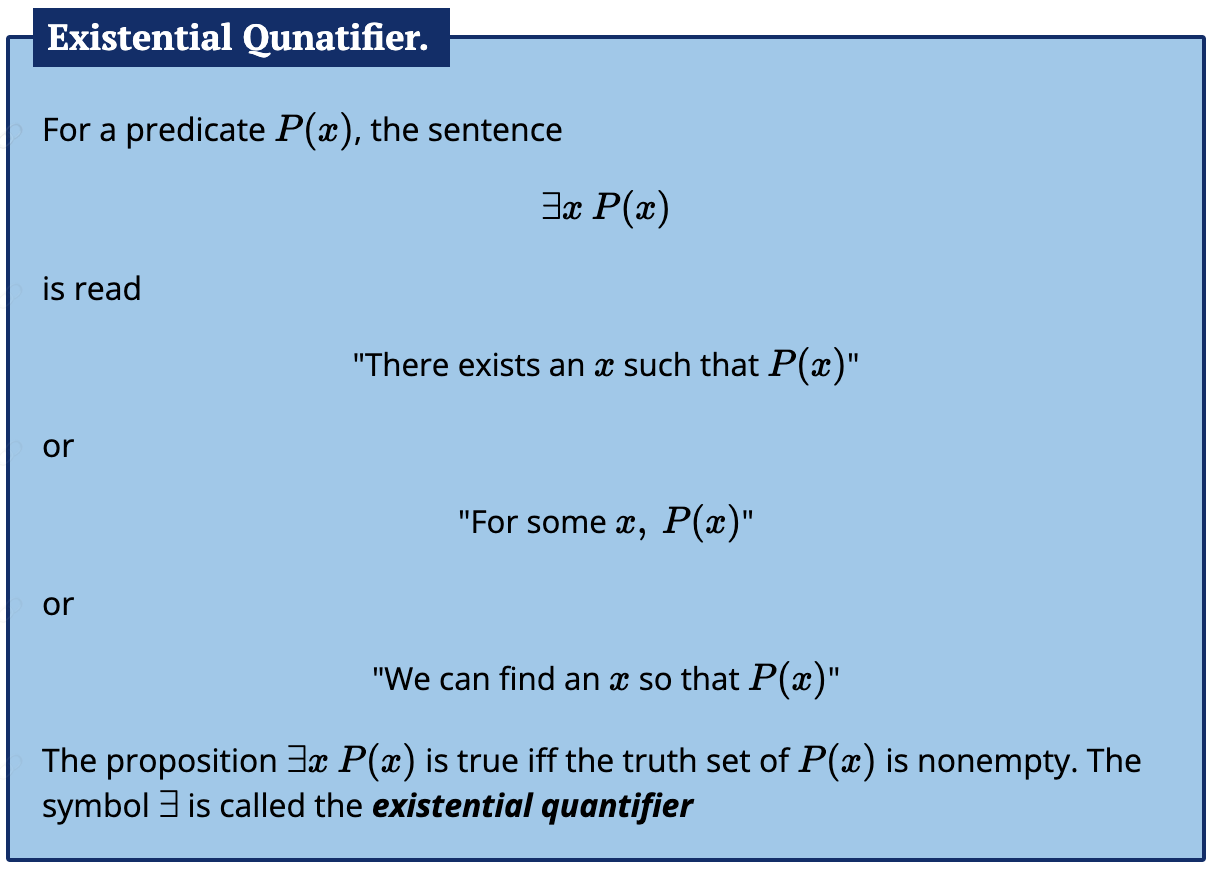 Existential Qunatifier.
For a predicate P(x), the sentence
∃x P(x)
is read
"There exists an x such that P(x)"
or
"For some x, P(x)"
or
"We can find an x so that P(x)"
The proposition ∃x P(x) is true iff the truth set of P(x) is nonempty. The
symbol ∃ is called the existential quantifier